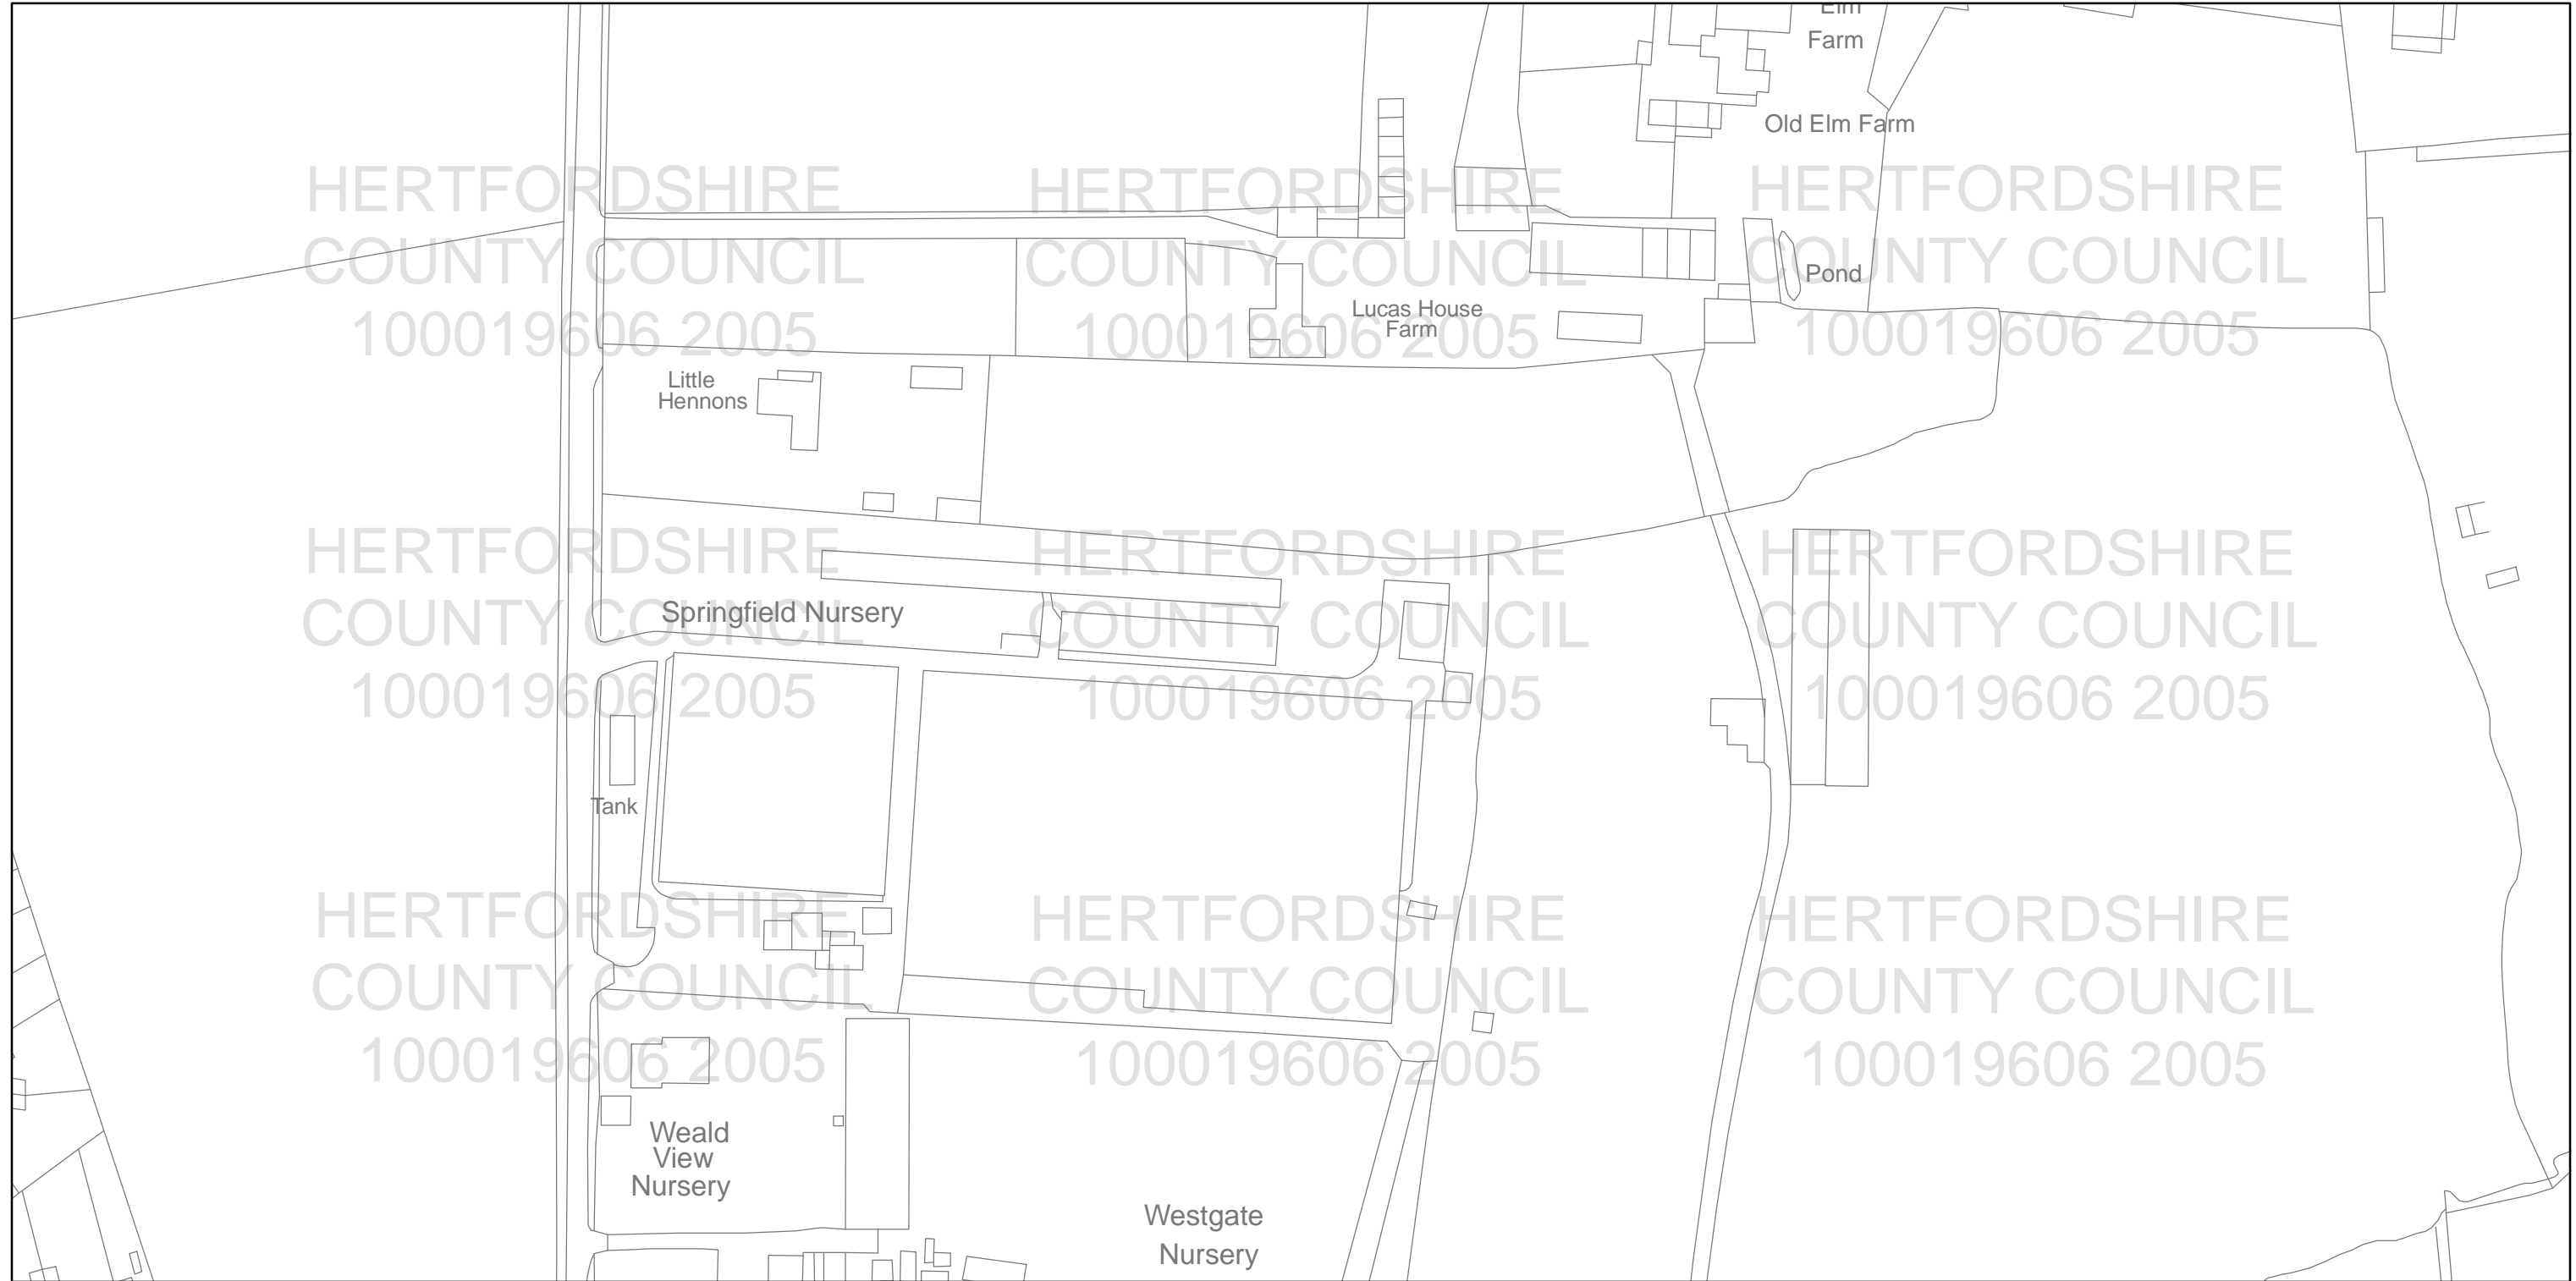 Elm
Farm
Old Elm Farm
HERTFORDSHIRE
COUNTY COUNCIL
100019606 2005
HERTFORDSHIRE
COUNTY COUNCIL
100019606 2005
HERTFORDSHIRE
COUNTY COUNCIL
100019606 2005
Pond
Lucas House
Farm
Little
Hennons
HERTFORDSHIRE
COUNTY COUNCIL
100019606 2005
HERTFORDSHIRE
COUNTY COUNCIL
100019606 2005
HERTFORDSHIRE
COUNTY COUNCIL
100019606 2005
Springfield Nursery
Tank
HERTFORDSHIRE
COUNTY COUNCIL
100019606 2005
HERTFORDSHIRE
COUNTY COUNCIL
100019606 2005
HERTFORDSHIRE
COUNTY COUNCIL
100019606 2005
Weald
View
Nursery
Westgate
Nursery